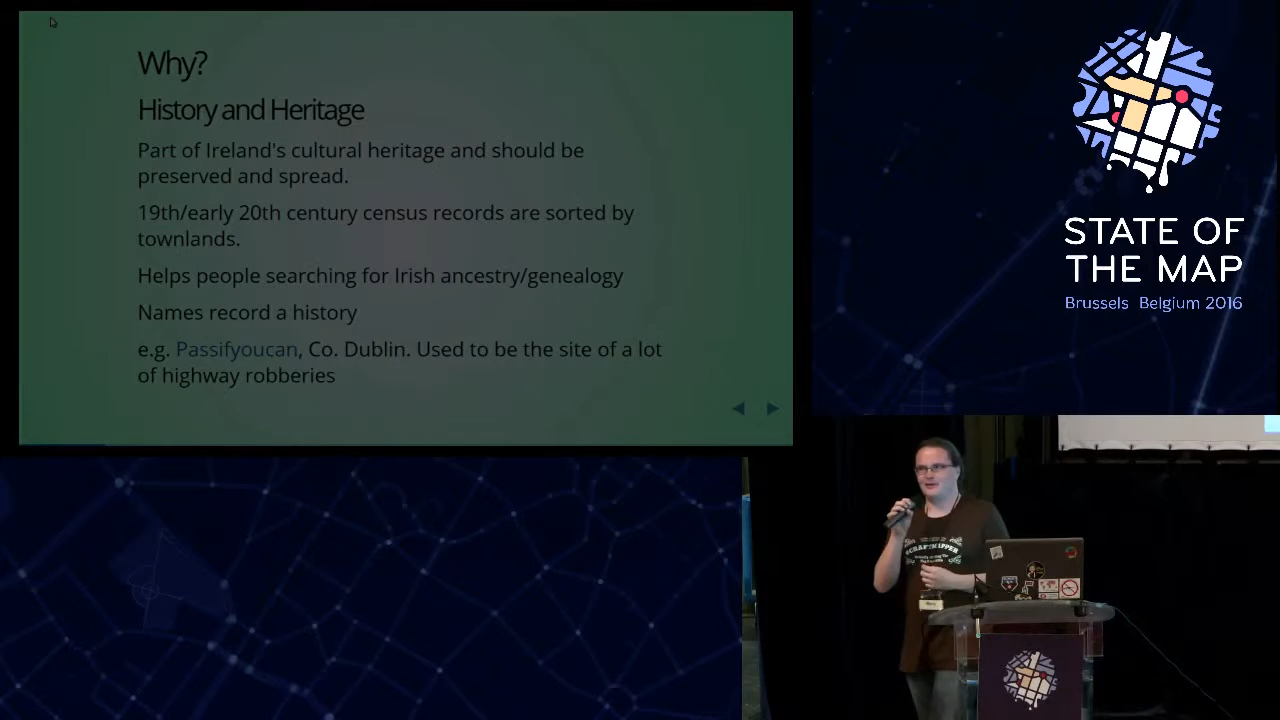 Why?
History and Heritage
Part of Ireland's cultural heritage and should be
preserved and spread.
19th/early 20th century census records are sorted by
townlands.
Helps people searching for Irish ancestry/genealogy
Names record a history
e.g. Passifyoucan, Co. Dublin. Used to be the site of a lot
of highway robberies
STATE OF
THE MAP
Brussels Belgium 2016